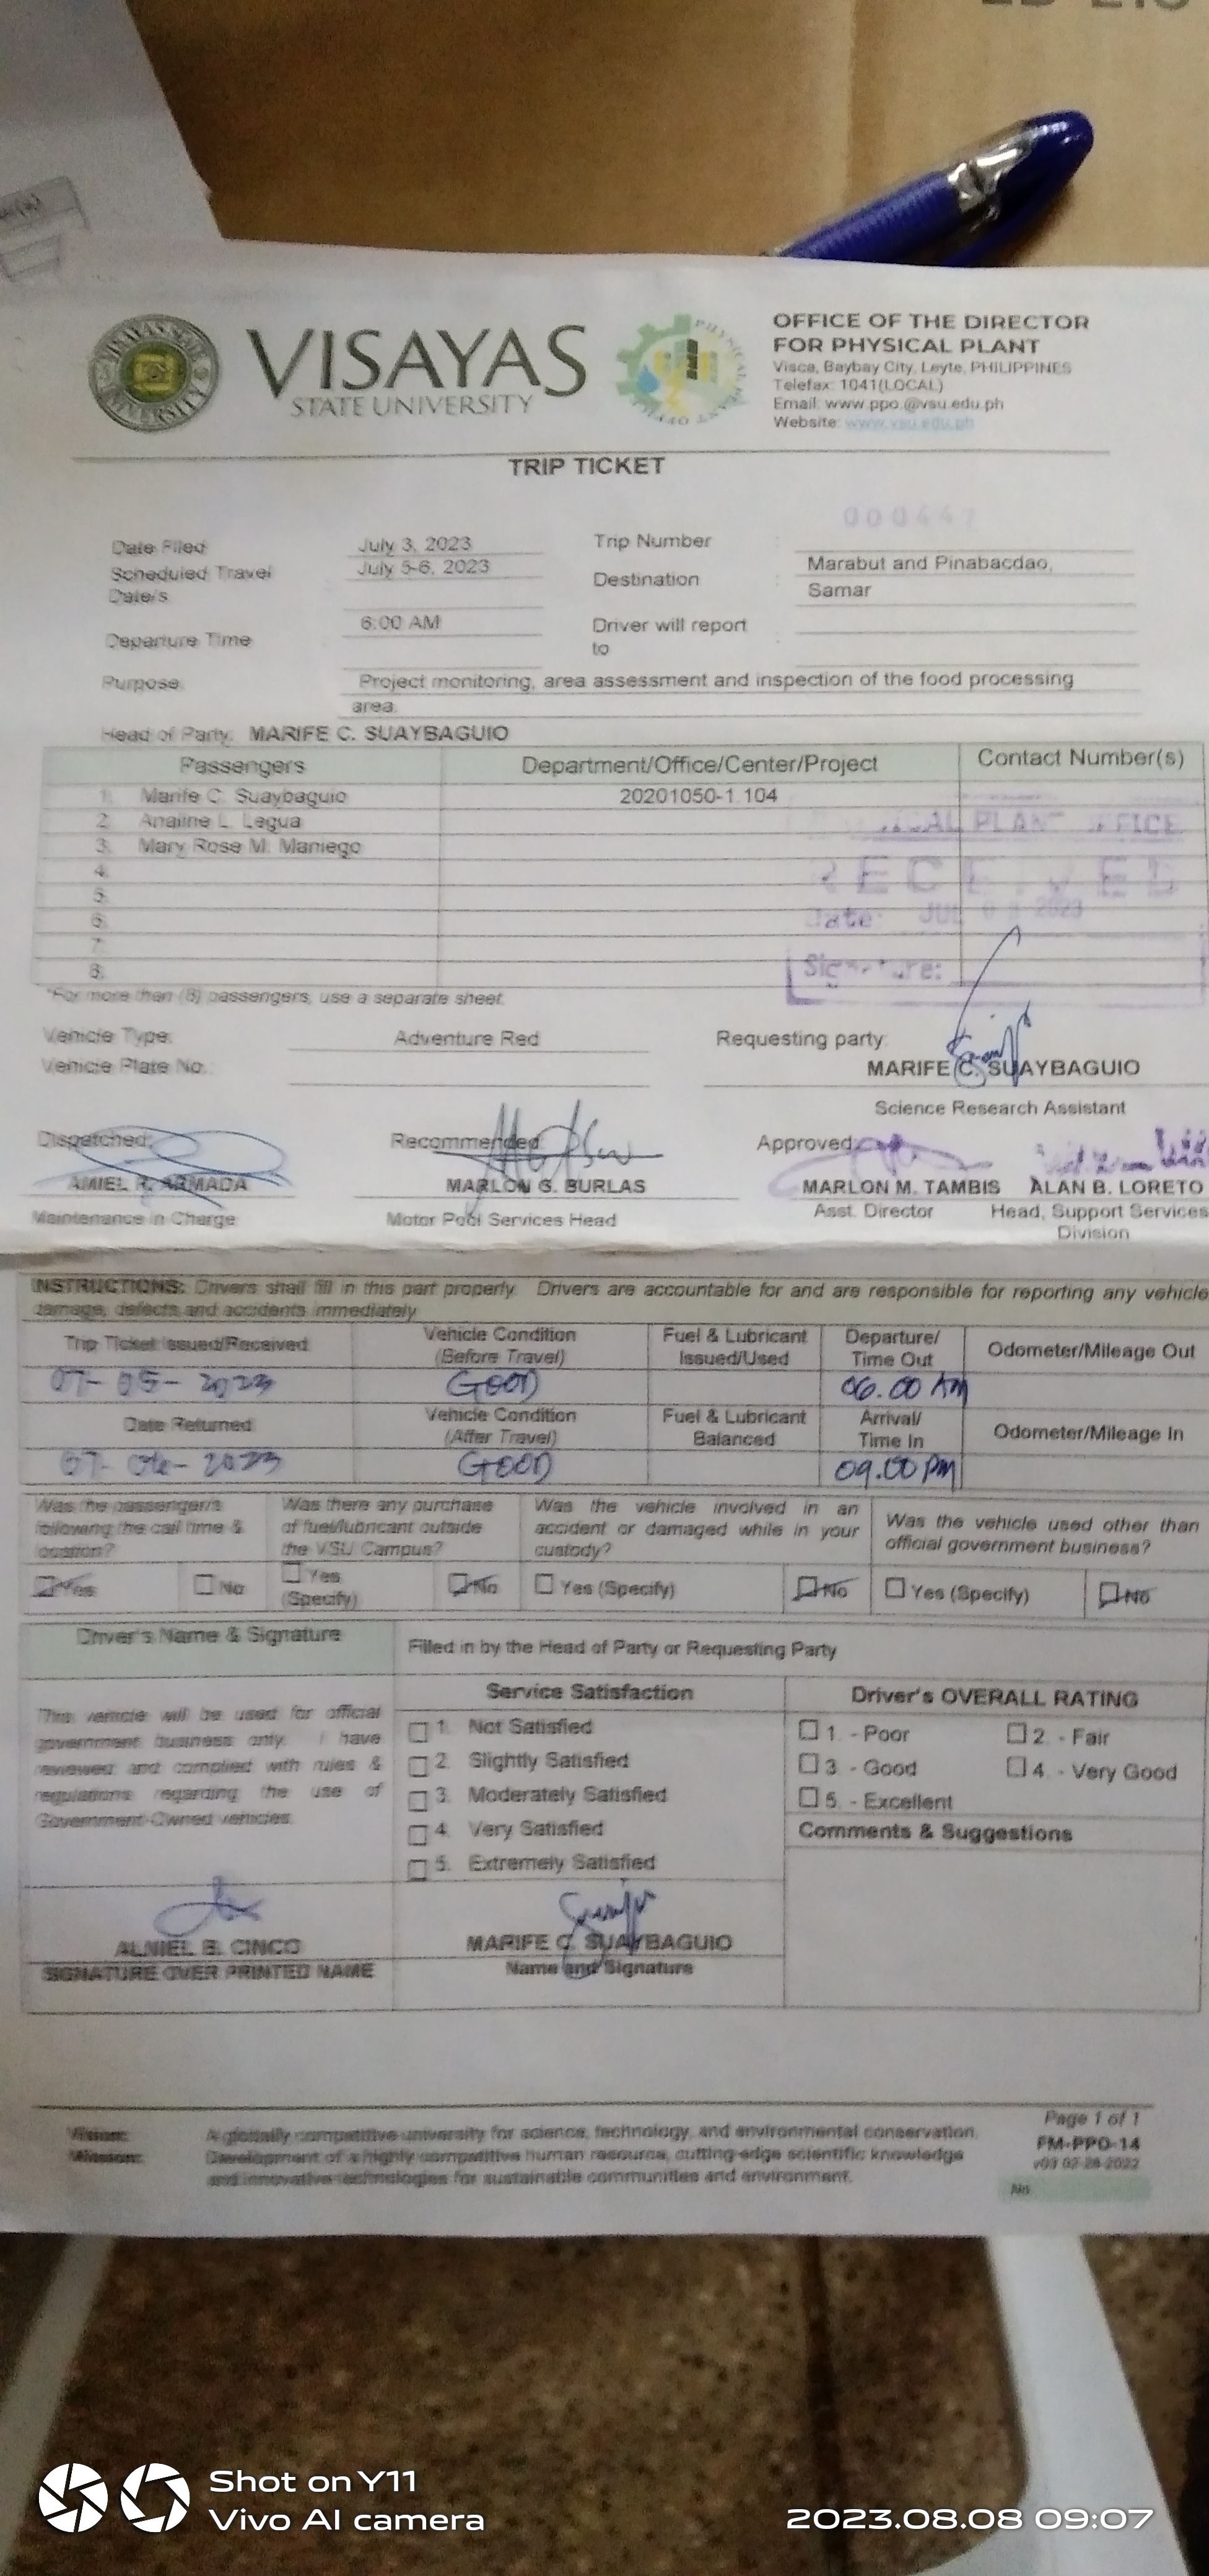 VISAYAS
STATE UNIVERSITY
OFFICE OF THE DIRECTOR
FOR PHYSICAL PLANT
Visca, Baybay City, Leyte, PHILIPPINES
Telefax: 1041(LOCAL)
Email: www.ppo.@vsu.edu.ph
Website: www.vsu.edu.ph
TRIP TICKET
Date Filed July 3, 2023 Trip Number : 000447
Scheduled Travel Date/s July 5-6, 2023 Destination : Marabut and Pinabacdao, Samar
Departure Time 6:00 AM Driver will report to :
Purpose: Project monitoring, area assessment and inspection of the food processing
area.
Head of Party: MARIFE C. SUAYBAGUIO
Passengers Department/Office/Center/Project Contact Number(s)
1. Marife C. Suaybaguio 20201050-1.104
2. Analine L. Legua
3. Mary Rose M. Maniego
4.
5.
6.
7.
8.
PLANT OFFICE
RECEIVED
Date: JUL 03 2023
Signature:
*For more than (8) passengers, use a separate sheet.
Vehicle Type: Adventure Red Requesting party:
Vehicle Plate No.: MARIFE C. SUAYBAGUIO
Science Research Assistant
Dispatched: Recommended: Approved:
AMIEL R. ARMADA MARLON G. BURLAS MARLON M. TAMBIS ALAN B. LORETO
Maintenance In Charge Motor Pool Services Head Asst. Director Head, Support Services
Division
INSTRUCTIONS: Drivers shall fill in this part properly. Drivers are accountable for and are responsible for reporting any vehicle
damage, defects and accidents immediately
Trip Ticket Issued/Received Vehicle Condition (Before Travel) Fuel & Lubricant Issued/Used Departure/ Time Out Odometer/Mileage Out
07-05-2023 GOOD 06.00 AM
Date Returned Vehicle Condition (After Travel) Fuel & Lubricant Balanced Arrival/ Time In Odometer/Mileage In
07-06-2023 GOOD 09.00 PM
Was the passenger/s following the call time & location? Was there any purchase of fuel/lubricant outside the VSU Campus? Was the vehicle involved in an accident or damaged while in your custody? Was the vehicle used other than official government business?
Yes No Yes (Specify) No Yes (Specify) No Yes (Specify) No
Driver's Name & Signature Filled in by the Head of Party or Requesting Party
Service Satisfaction Driver's OVERALL RATING
This vehicle will be used for official
government business only. I have
reviewed and complied with rules &
regulations regarding the use of
Government-Owned vehicles.
1. Not Satisfied
2. Slightly Satisfied
3. Moderately Satisfied
4. Very Satisfied
5. Extremely Satisfied
1. - Poor 2. - Fair
3. - Good 4. - Very Good
5. - Excellent
Comments & Suggestions
ALNIEL B. CINCO MARIFE C. SUAYBAGUIO
SIGNATURE OVER PRINTED NAME Name and Signature
Vision: A globally competitive university for science, technology, and environmental conservation.
Mission: Development of a highly competitive human resource, cutting-edge scientific knowledge
and innovative technologies for sustainable communities and environment.
Page 1 of 1
FM-PPO-14
v03 02-28-2022
No.
Shot on Y11
Vivo AI camera
2023.08.08 09:07